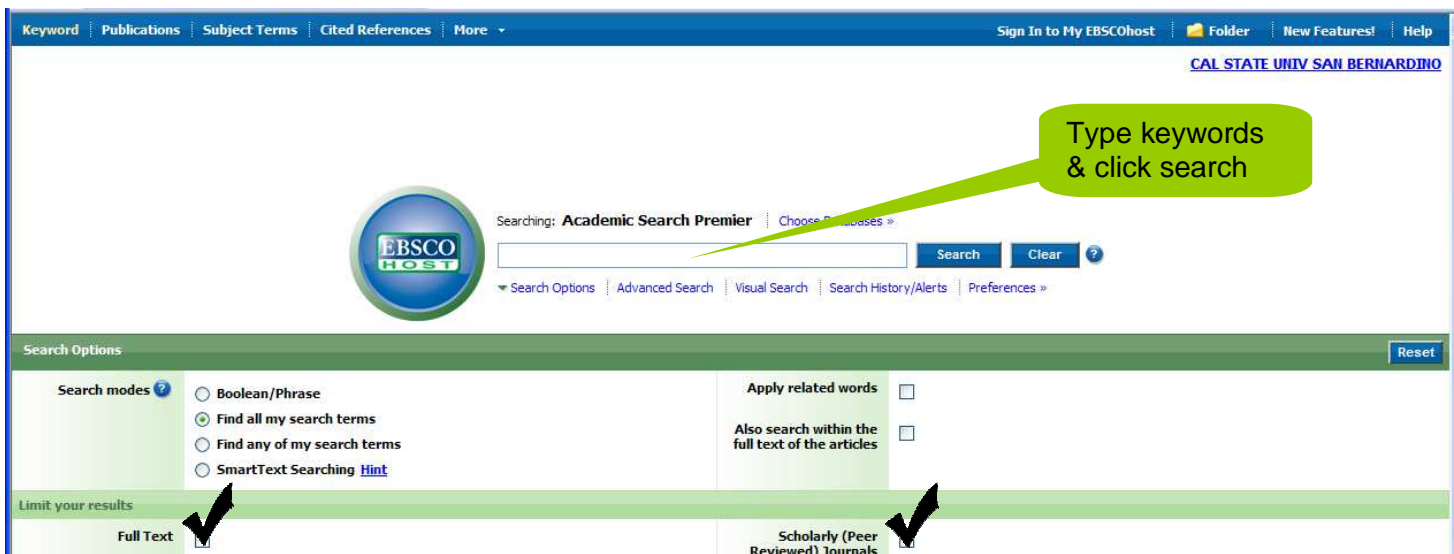 Keyword Publications Subject Terms Cited References More Sign In to My EBSCOhost Folder New Features! Help
CAL STATE UNIV SAN BERNARDINO
Type keywords
& click search
Searching: Academic Search Premier Choose Databases »
EBSCO
HOST
Search Clear ?
Search Options Advanced Search Visual Search Search History/Alerts Preferences »
Search Options Reset
Search modes ?
Boolean/Phrase
Find all my search terms
Find any of my search terms
SmartText Searching Hint
Apply related words
Also search within the
full text of the articles
Limit your results
Full Text
Scholarly (Peer
Reviewed) Journals